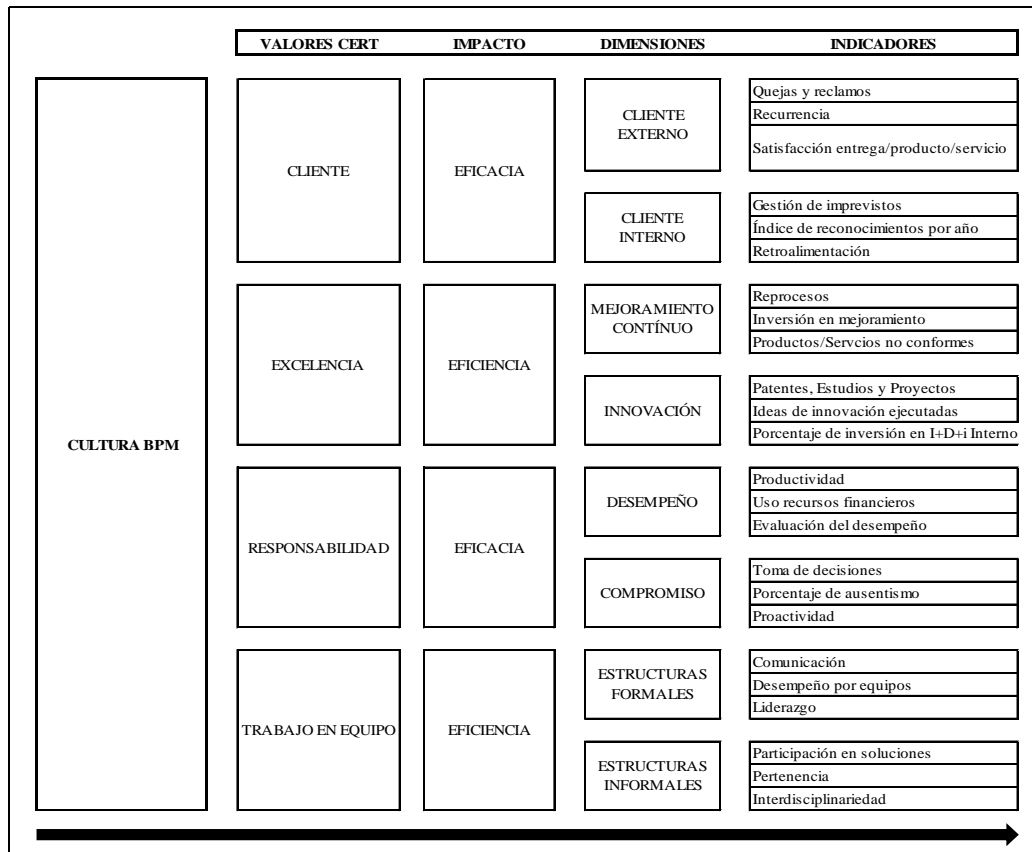 VALORES CERT IMPACTO DIMENSIONES INDICADORES
CULTURA BPM
CLIENTE
EFICACIA
CLIENTE
EXTERNO
Quejas y reclamos
Recurrencia
Satisfacción entrega/producto/servicio
CLIENTE
INTERNO
Gestión de imprevistos
Índice de reconocimientos por año
Retroalimentación
EXCELENCIA
EFICIENCIA
MEJORAMIENTO
CONTÍNUO
Reprocesos
Inversión en mejoramiento
Productos/Servcios no conformes
INNOVACIÓN
Patentes, Estudios y Proyectos
Ideas de innovación ejecutadas
Porcentaje de inversión en I+D+i Interno
RESPONSABILIDAD
EFICACIA
DESEMPEÑO
Productividad
Uso recursos financieros
Evaluación del desempeño
COMPROMISO
Toma de decisiones
Porcentaje de ausentismo
Proactividad
TRABAJO EN EQUIPO
EFICIENCIA
ESTRUCTURAS
FORMALES
Comunicación
Desempeño por equipos
Liderazgo
ESTRUCTURAS
INFORMALES
Participación en soluciones
Pertenencia
Interdisciplinariedad